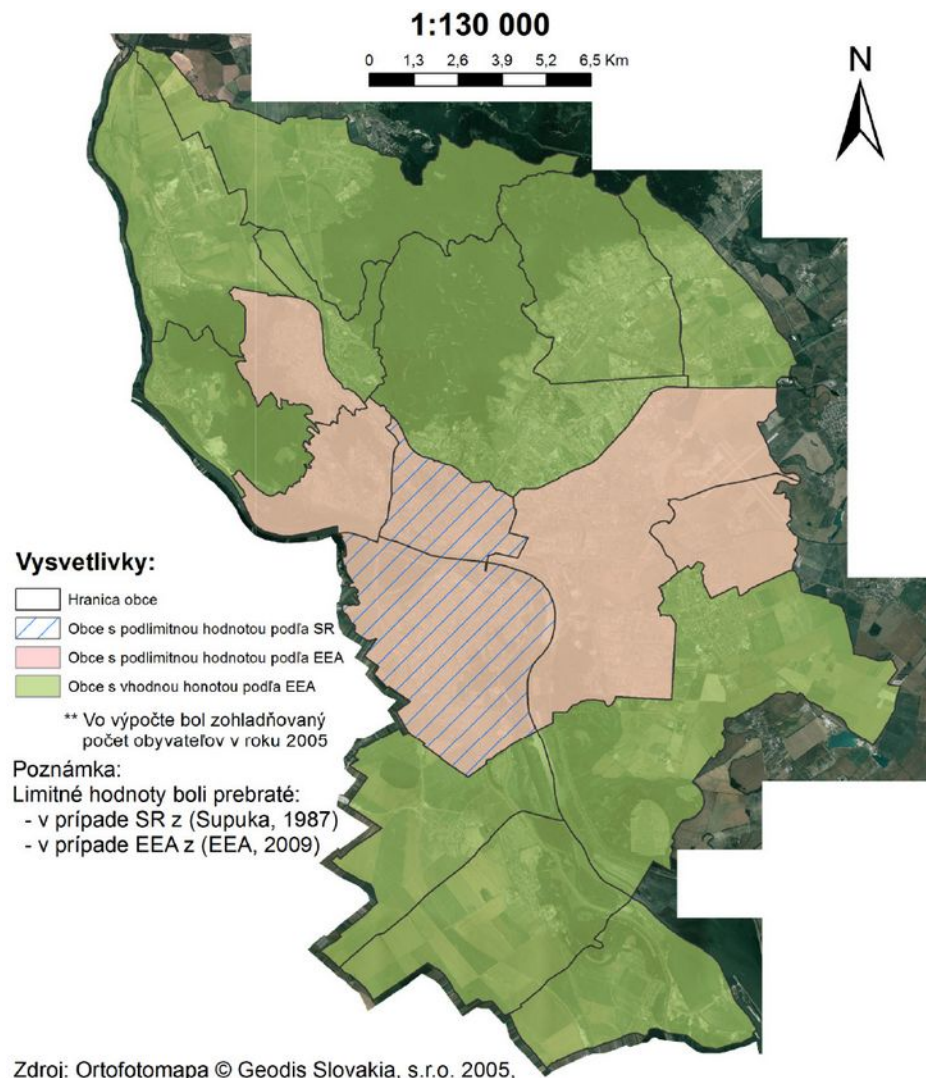 1:130 000
0 1,3 2,6 3,9 5,2 6,5 Km
N
Vysvetlivky:
Hranica obce
Obce s podlimitnou hodnotou podľa SR
Obce s podlimitnou hodnotou podľa EEA
Obce s vhodnou honotou podľa EEA
** Vo výpočte bol zohladňovaný
počet obyvateľov v roku 2005
Poznámka:
Limitné hodnoty boli prebraté:
- v prípade SR z (Supuka, 1987)
- v prípade EEA z (EEA, 2009)
Zdroj: Ortofotomapa © Geodis Slovakia, s.r.o. 2005,